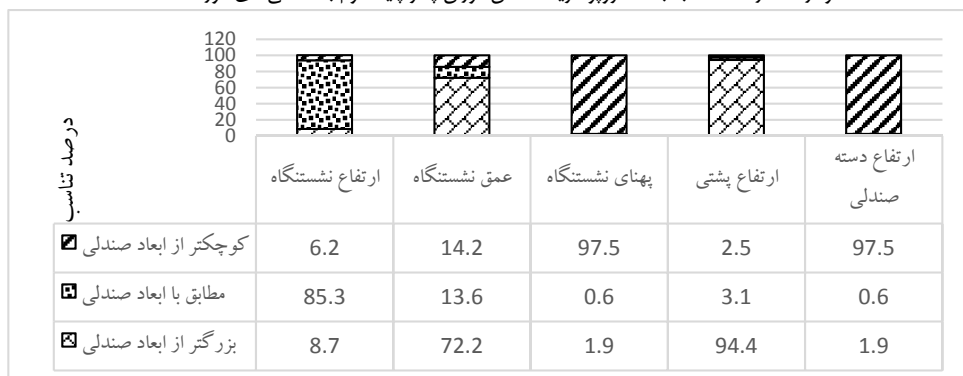 120
100
80
60
40
20
0
درصد تناسب
ارتفاع نشستنگاه عمق نشستنگاه پهنای نشستنگاه ارتفاع پشتی ارتفاع دسته صندلی
کوچکتر از ابعاد صندلی 6.2 14.2 97.5 2.5 97.5
مطابق با ابعاد صندلی 85.3 13.6 0.6 3.1 0.6
بزرگتر از ابعاد صندلی 8.7 72.2 1.9 94.4 1.9